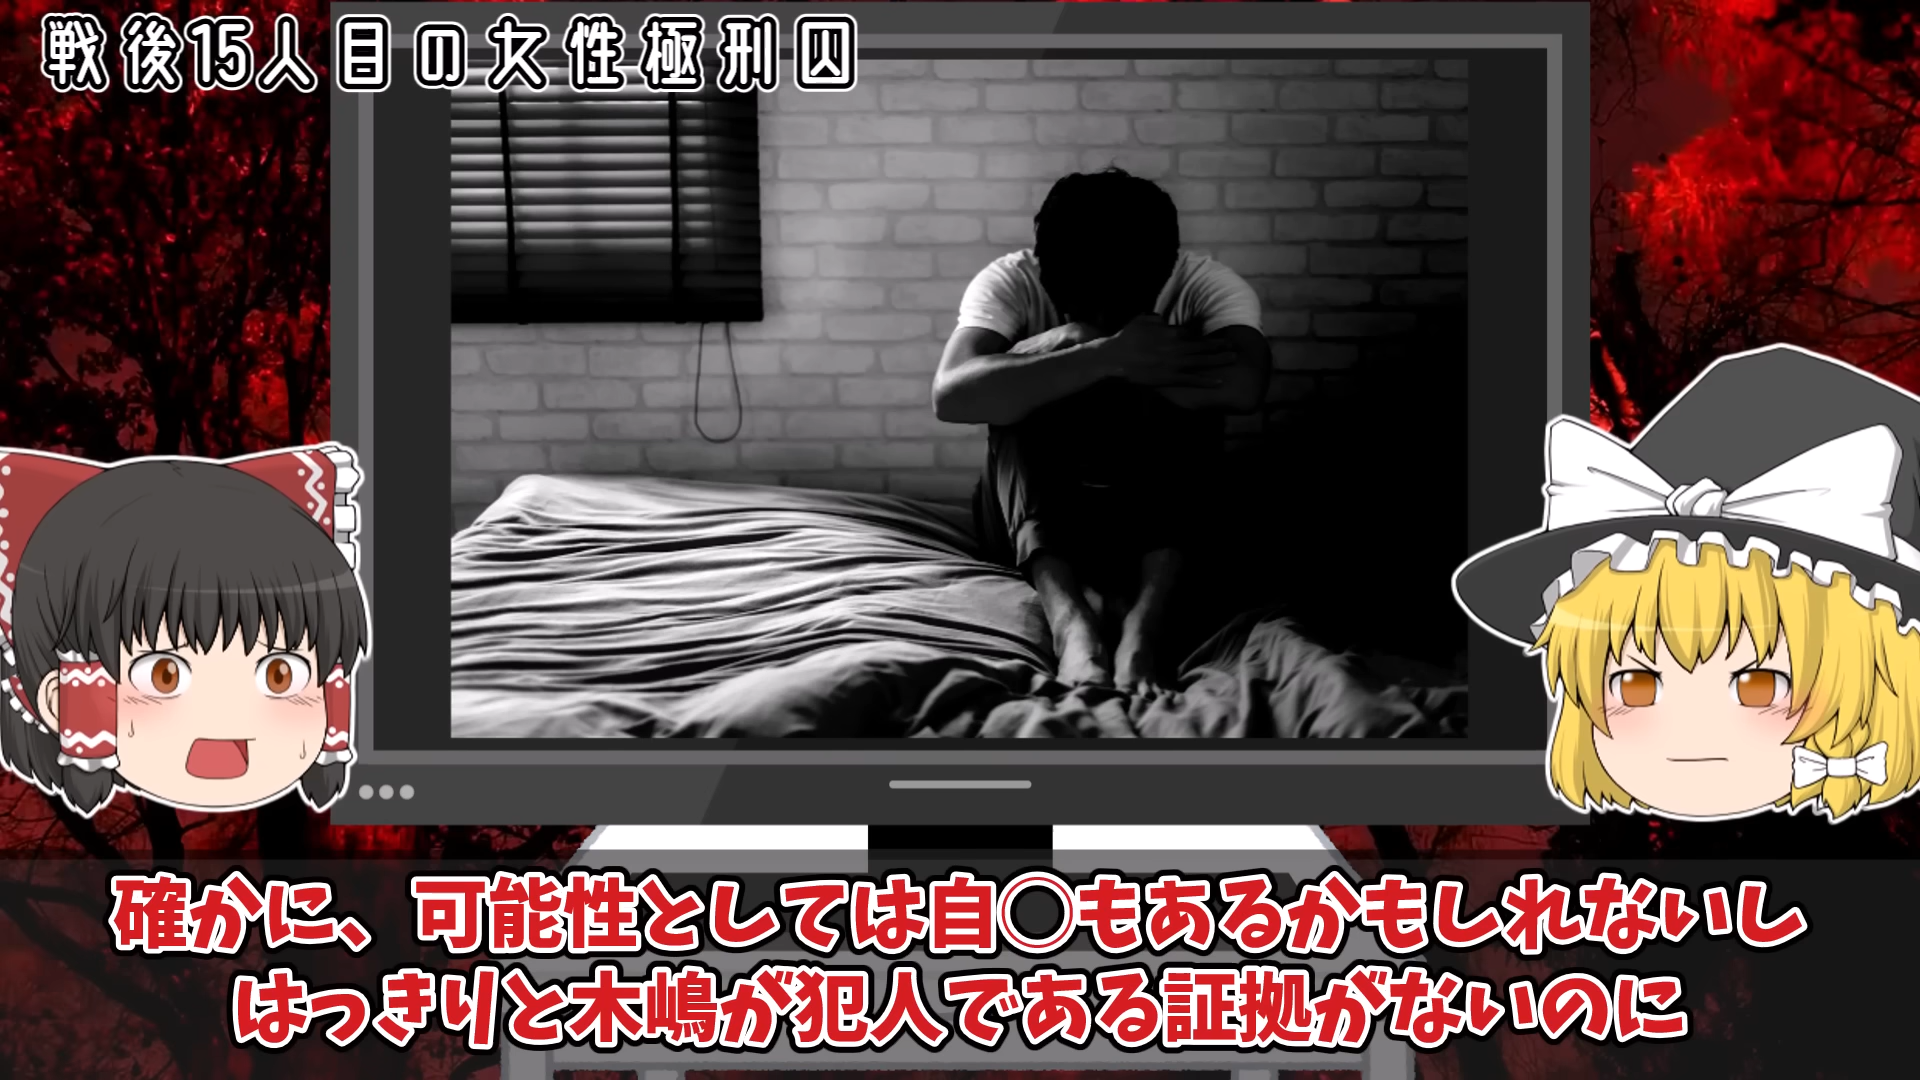 戦後15人目の女性極刑囚
確かに、可能性としては自◯もあるかもしれないし
はっきりと木嶋が犯人である証拠がないのに